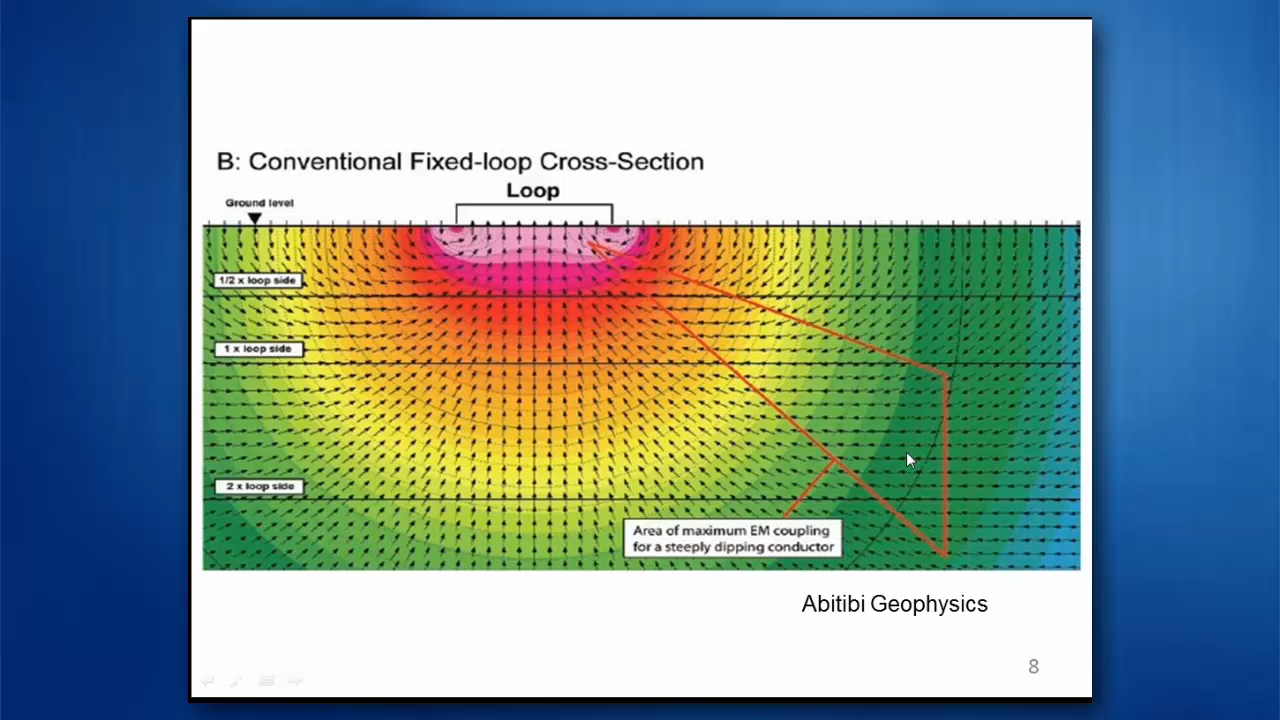 B: Conventional Fixed-loop Cross-Section
Loop
Ground level
1/2 x loop side
1 x loop side
2 x loop side
Area of maximum EM coupling
for a steeply dipping conductor
Abitibi Geophysics
8